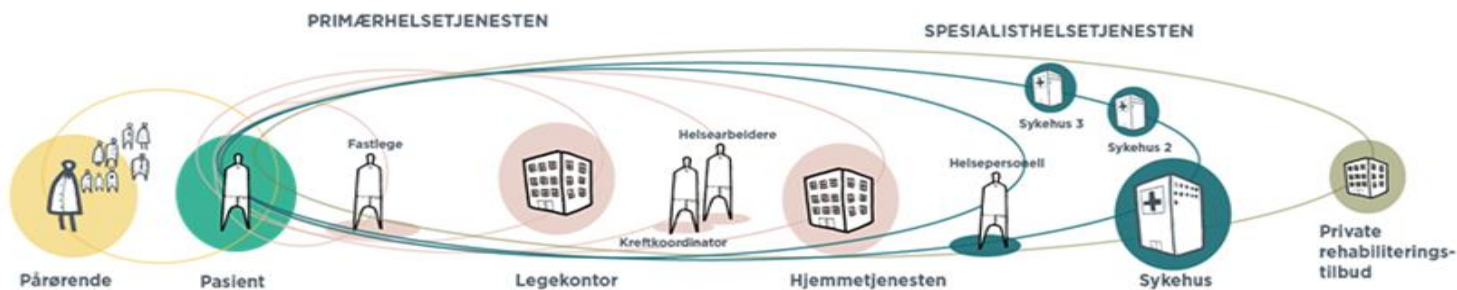 PRIMÆRHELSETJENESTEN
SPESIALISTHELSETJENESTEN
Sykehus 3
Sykehus 2
Fastlege
Helsearbeidere
Helsepersonell
Kreftkoordinator
Pårørende
Pasient
Legekontor
Hjemmetjenesten
Sykehus
Private
rehabiliterings-
tilbud